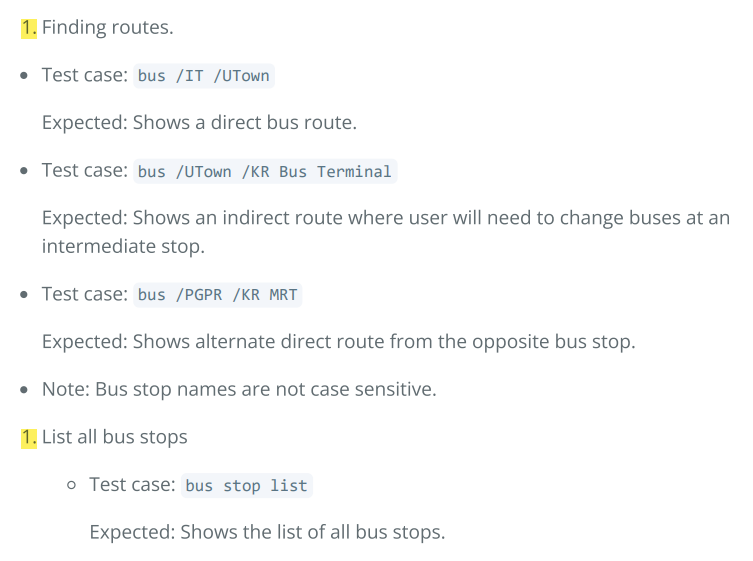 1. Finding routes.
• Test case: bus /IT /UTown
Expected: Shows a direct bus route.
• Test case: bus /UTown /KR Bus Terminal
Expected: Shows an indirect route where user will need to change buses at an
intermediate stop.
• Test case: bus /PGPR /KR MRT
Expected: Shows alternate direct route from the opposite bus stop.
• Note: Bus stop names are not case sensitive.
1. List all bus stops
○ Test case: bus stop list
Expected: Shows the list of all bus stops.